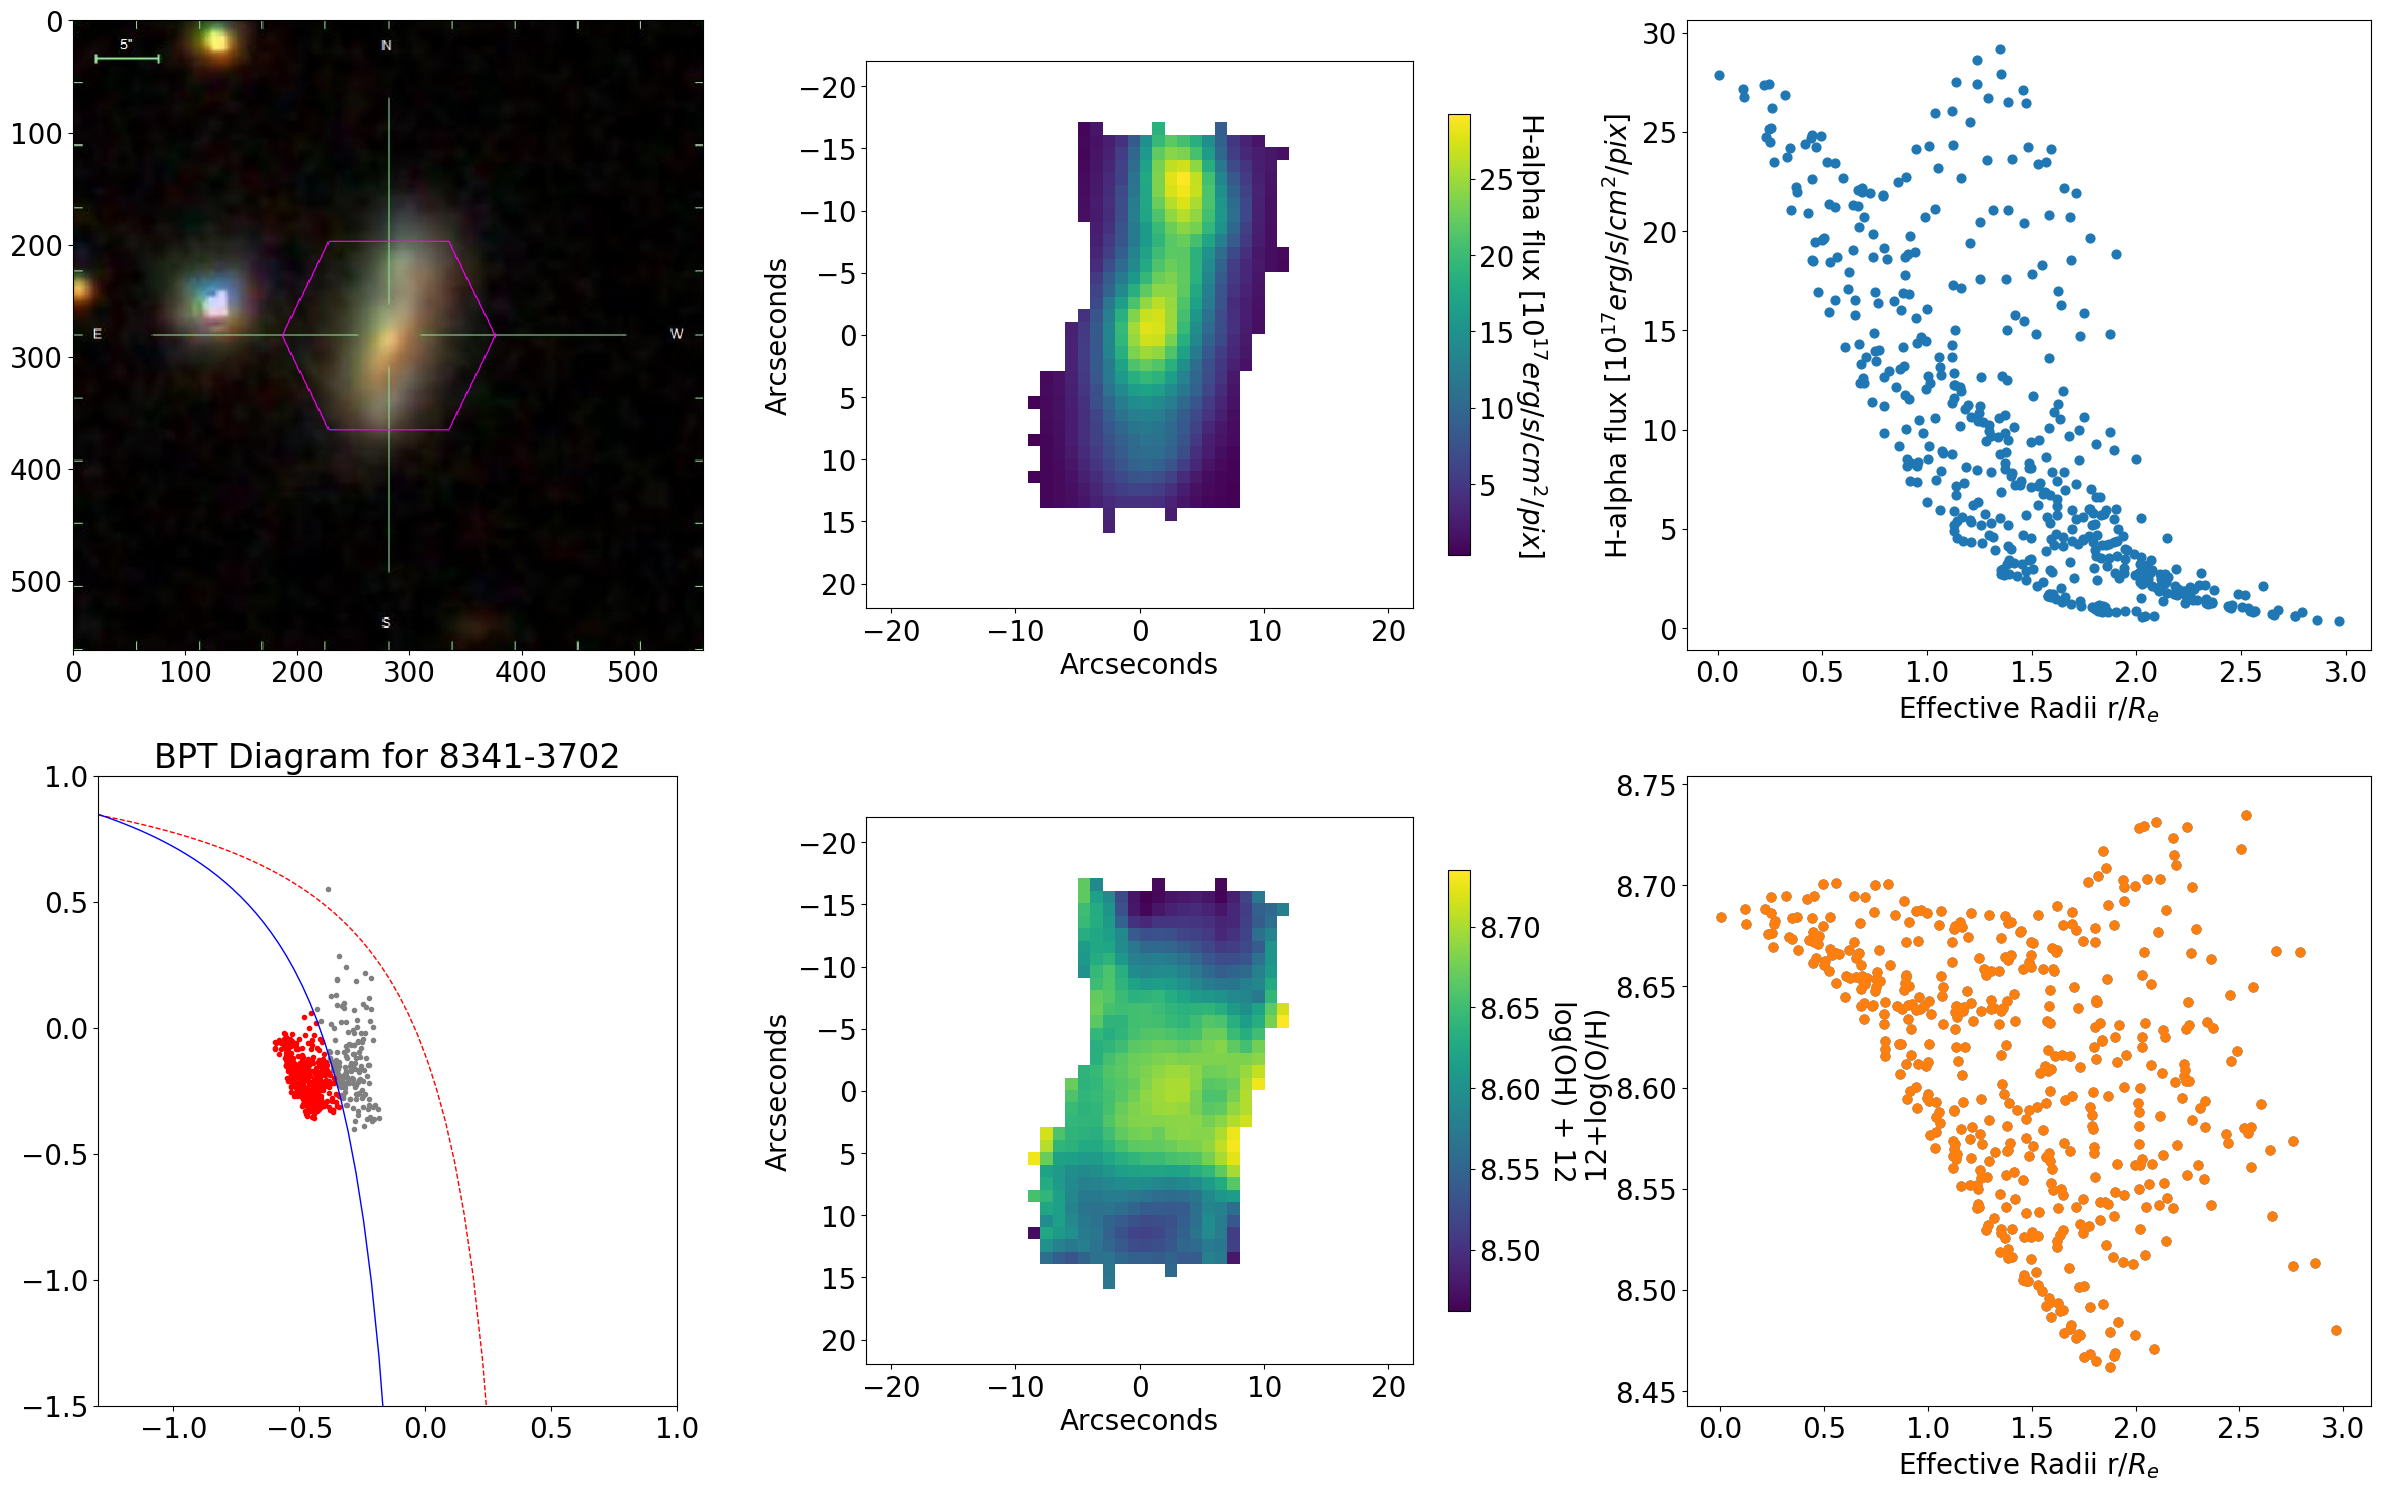 0
100
200
300
400
500
5"
N
E
W
S
0 100 200 300 400 500
−20
−15
−10
−5
0
5
10
15
20
Arcseconds
−20 −10 0 10 20
Arcseconds
25
20
15
10
5
H-alpha flux [10^17 erg/s/cm^2/pix]
H-alpha flux [10^17 erg/s/cm^2/pix]
30
25
20
15
10
5
0
0.0 0.5 1.0 1.5 2.0 2.5 3.0
Effective Radii r/R_e
BPT Diagram for 8341-3702
1.0
0.5
0.0
−0.5
−1.0
−1.5
−1.0 −0.5 0.0 0.5 1.0
−20
−15
−10
−5
0
5
10
15
20
Arcseconds
−20 −10 0 10 20
Arcseconds
8.70
8.65
8.60
8.55
8.50
log(OH) + 12
12+log(O/H)
8.75
8.70
8.65
8.60
8.55
8.50
8.45
0.0 0.5 1.0 1.5 2.0 2.5 3.0
Effective Radii r/R_e